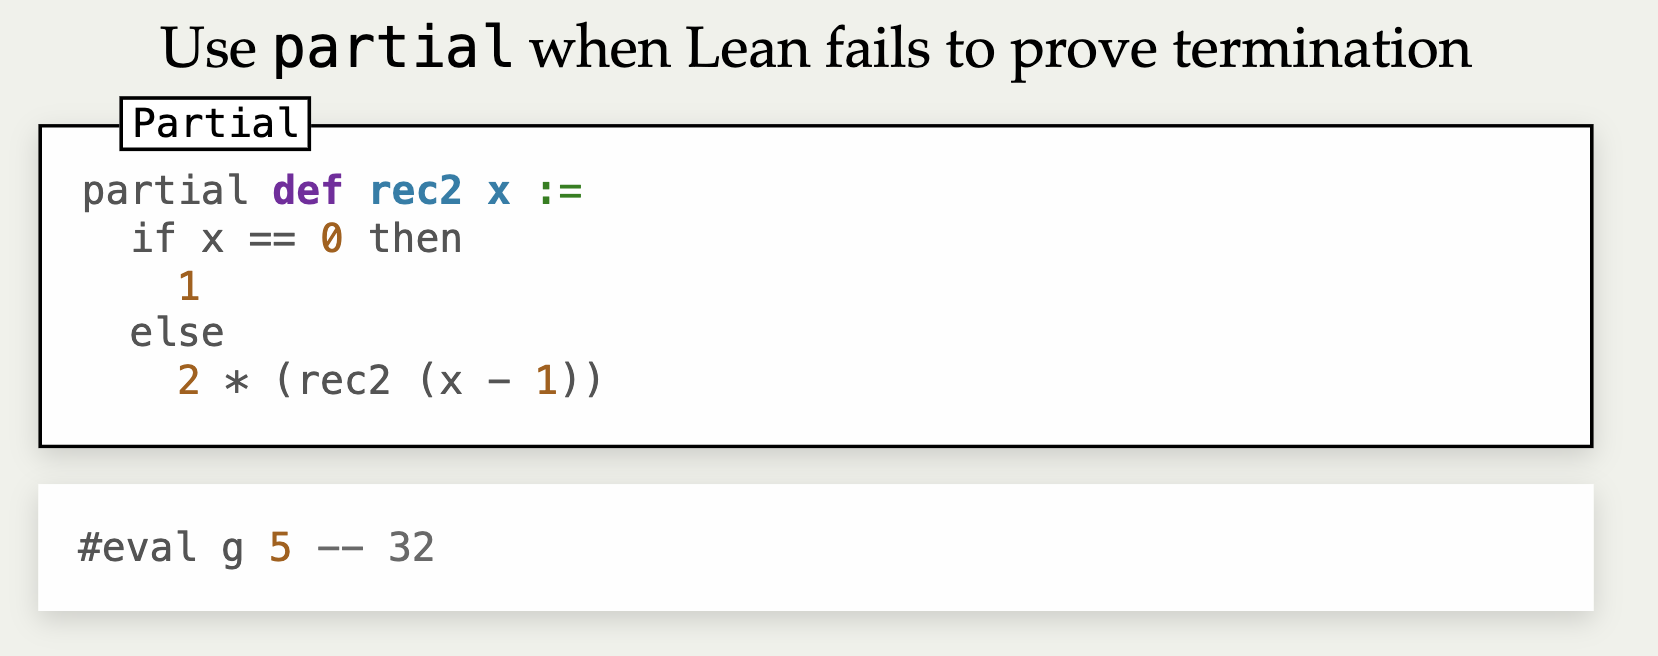 Use partial when Lean fails to prove termination
Partial
partial def rec2 x :=
  if x == 0 then
    1
  else
    2 * (rec2 (x - 1))
#eval g 5 -- 32